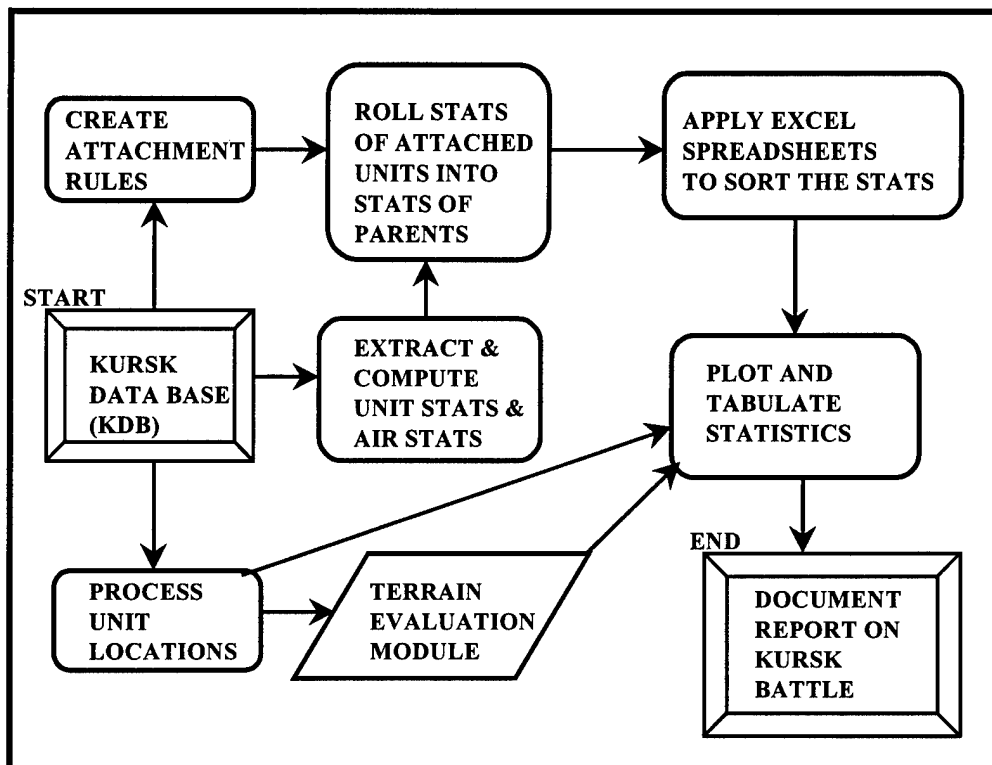 CREATE
ATTACHMENT
RULES
ROLL STATS
OF ATTACHED
UNITS INTO
STATS OF
PARENTS
APPLY EXCEL
SPREADSHEETS
TO SORT THE STATS
START
KURSK
DATA BASE
(KDB)
EXTRACT &
COMPUTE
UNIT STATS &
AIR STATS
PLOT AND
TABULATE
STATISTICS
PROCESS
UNIT
LOCATIONS
TERRAIN
EVALUATION
MODULE
END
DOCUMENT
REPORT ON
KURSK
BATTLE